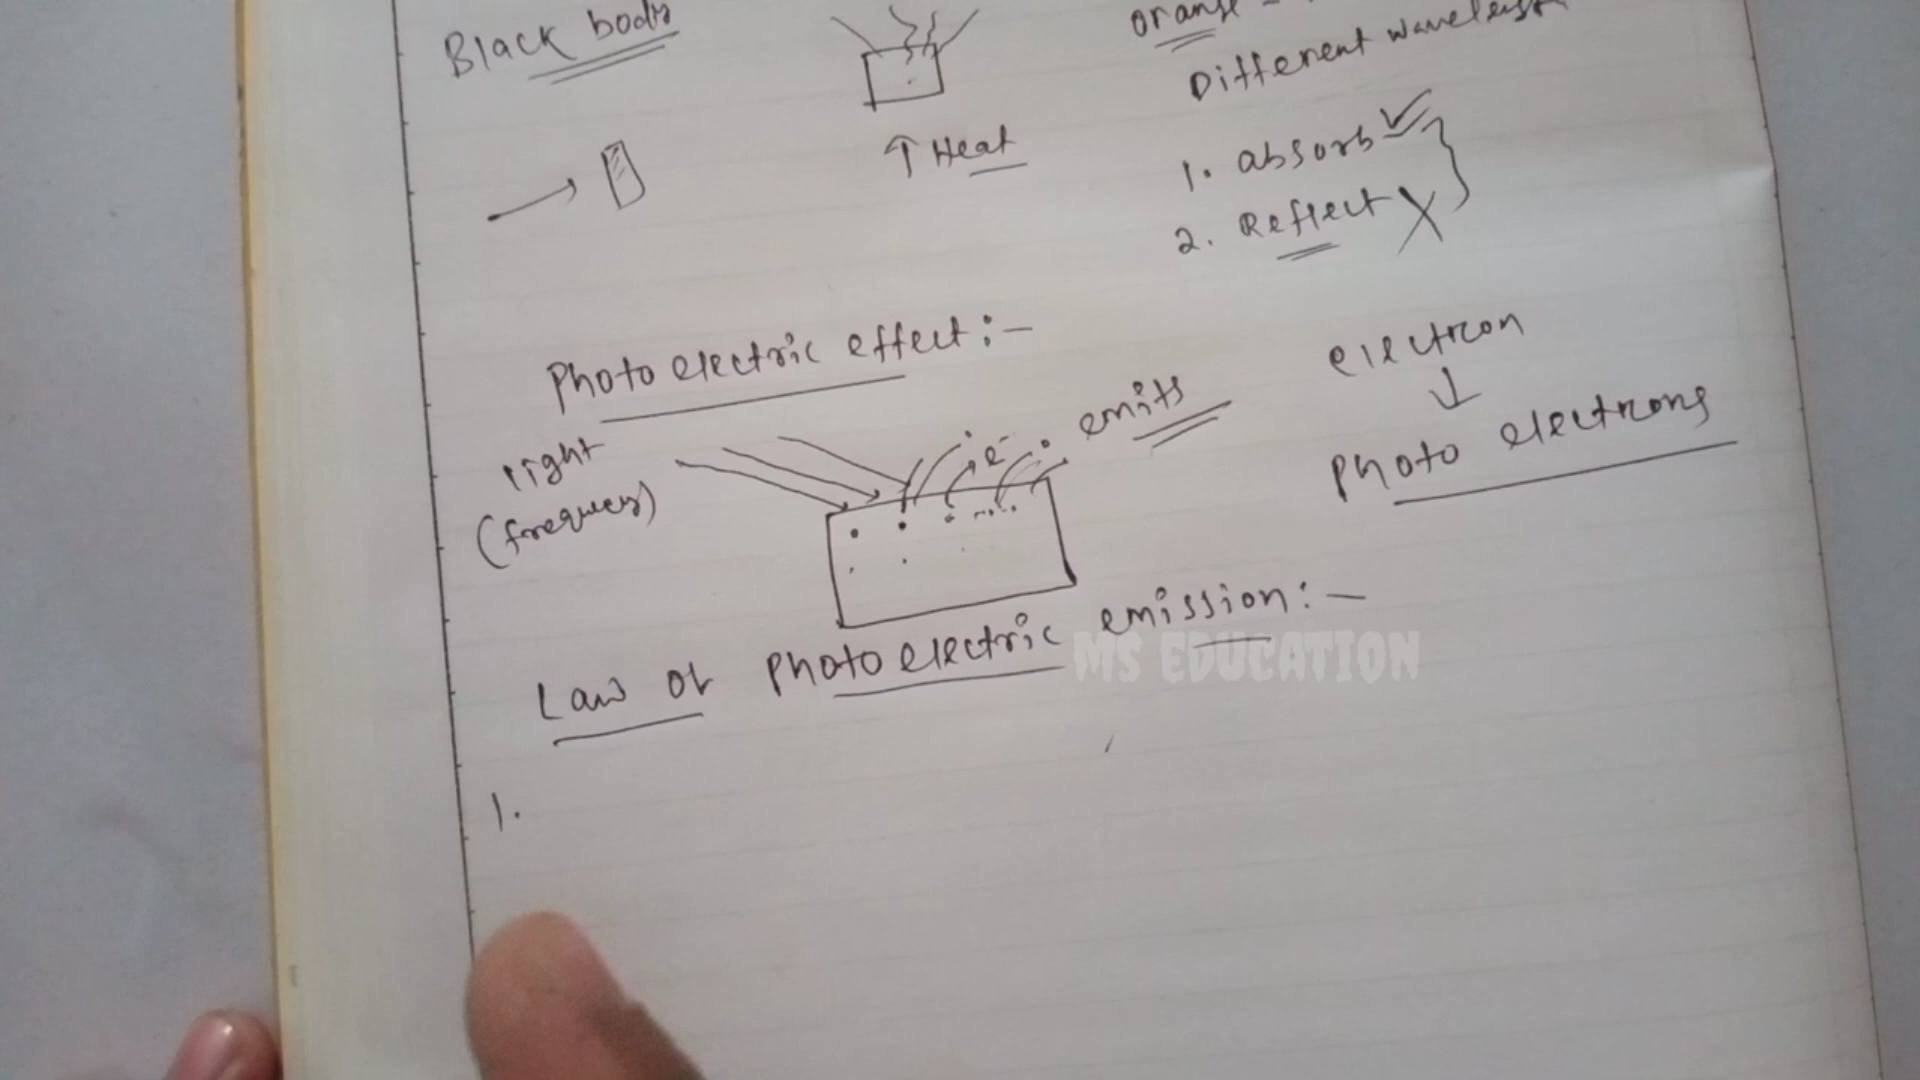 Black body
orange -
Different wavelength
↑ Heat
1. absorb ✓
2. Reflect X
Photo electric effect :-
light
(frequency)
e-
emits
electron
↓
Photo electrons
Law of Photo electric emission : -
MS EDUCATION
1.